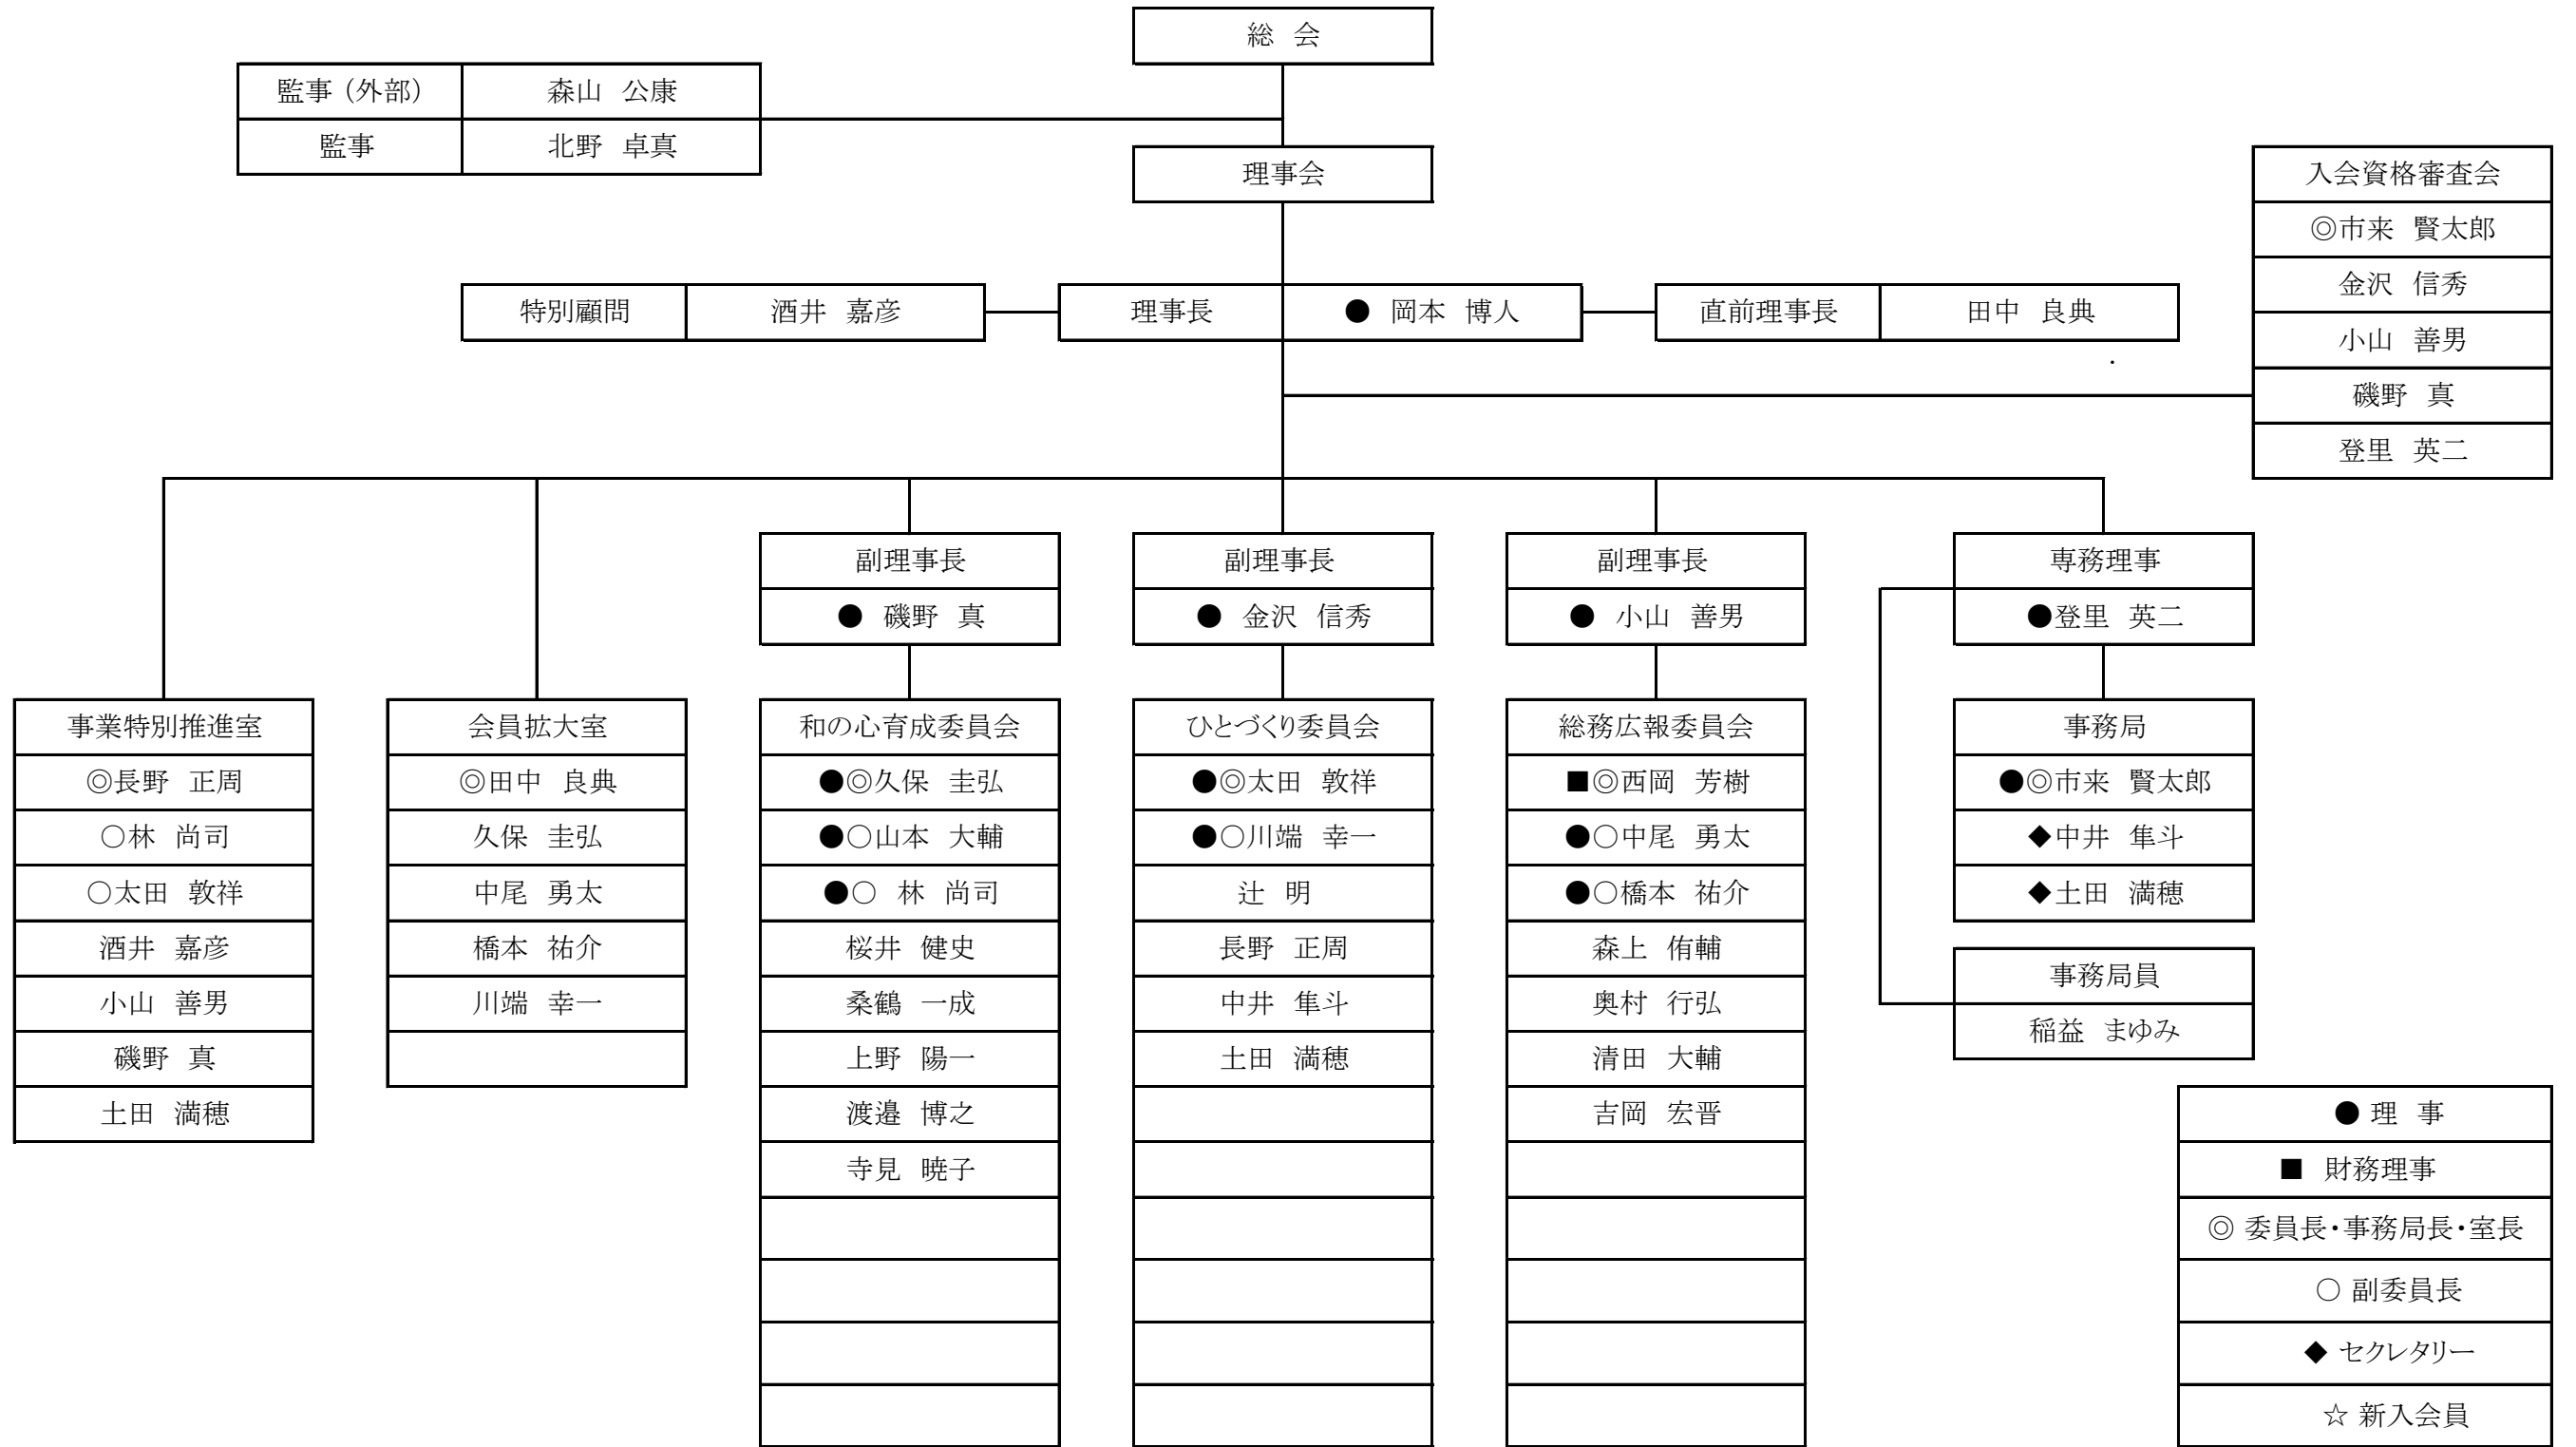 総 会
監事（外部） 森山 公康
監事 北野 卓真
理事会
特別顧問 酒井 嘉彦
理事長 ● 岡本 博人
直前理事長 田中 良典
.
入会資格審査会
◎市来 賢太郎
金沢 信秀
小山 善男
磯野 真
登里 英二
副理事長
● 磯野 真
副理事長
● 金沢 信秀
副理事長
● 小山 善男
専務理事
●登里 英二
事業特別推進室
◎長野 正周
○林 尚司
○太田 敦祥
酒井 嘉彦
小山 善男
磯野 真
土田 満穂
会員拡大室
◎田中 良典
久保 圭弘
中尾 勇太
橋本 祐介
川端 幸一
和の心育成委員会
●◎久保 圭弘
●○山本 大輔
●○ 林 尚司
桜井 健史
桑鶴 一成
上野 陽一
渡邉 博之
寺見 暁子
ひとづくり委員会
●◎太田 敦祥
●○川端 幸一
辻 明
長野 正周
中井 隼斗
土田 満穂
総務広報委員会
■◎西岡 芳樹
●○中尾 勇太
●○橋本 祐介
森上 侑輔
奥村 行弘
清田 大輔
吉岡 宏晋
事務局
●◎市来 賢太郎
◆中井 隼斗
◆土田 満穂
事務局員
稲益 まゆみ
● 理 事
■ 財務理事
◎ 委員長・事務局長・室長
○ 副委員長
◆ セクレタリー
☆ 新入会員